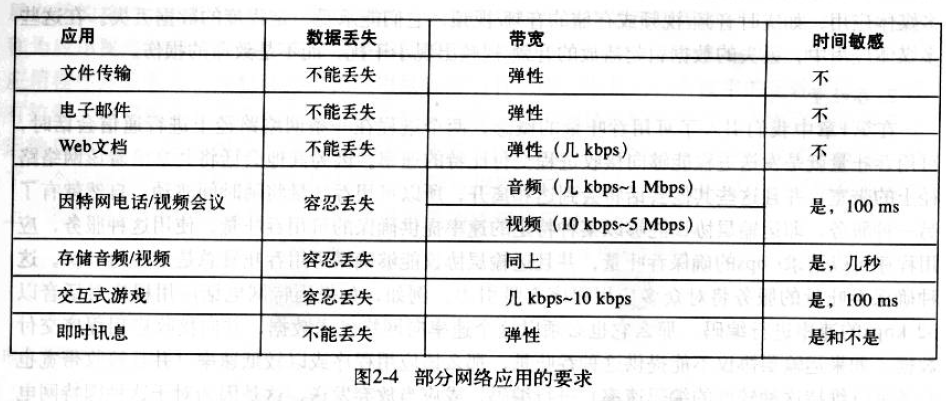 应用 数据丢失 带宽 时间敏感
文件传输 不能丢失 弹性 不
电子邮件 不能丢失 弹性 不
Web文档 不能丢失 弹性（几 kbps） 不
因特网电话/视频会议 容忍丢失 音频（几 kbps~1 Mbps） 是，100 ms
视频（10 kbps~5 Mbps）
存储音频/视频 容忍丢失 同上 是，几秒
交互式游戏 容忍丢失 几 kbps~10 kbps 是，100 ms
即时讯息 不能丢失 弹性 是和不是
图2-4 部分网络应用的要求